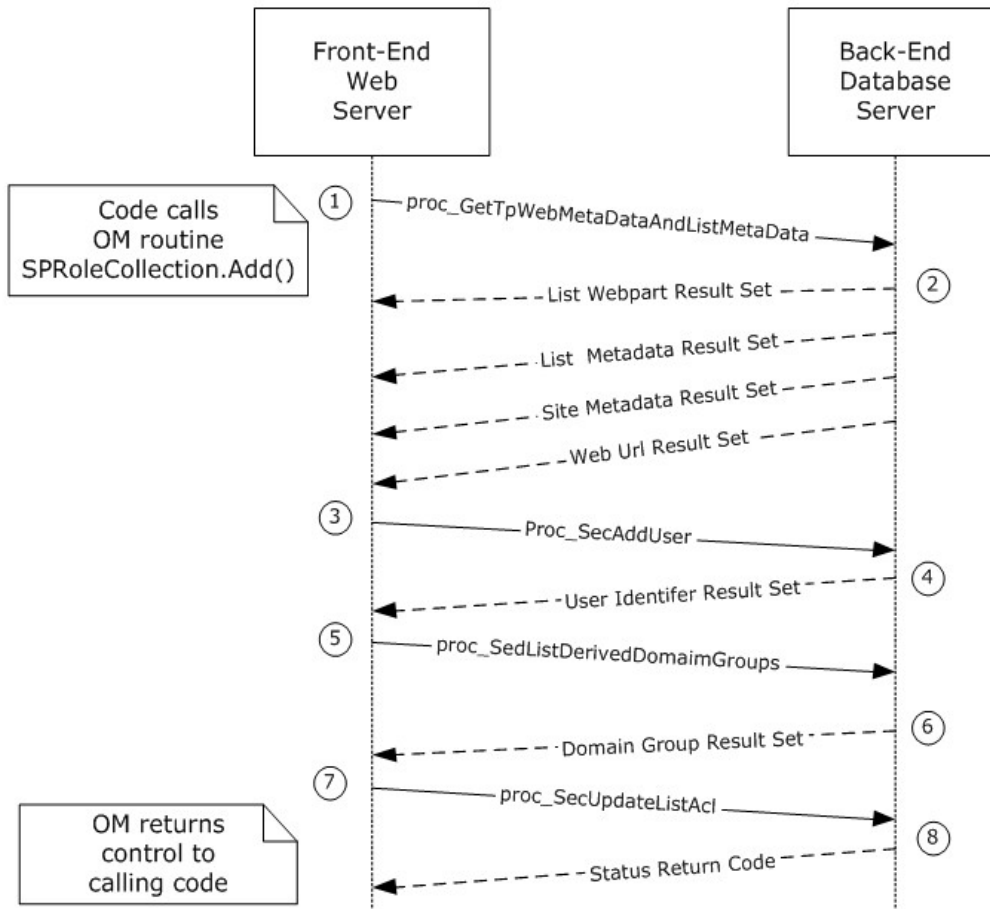 Front-End
Web
Server
Back-End
Database
Server
Code calls
OM routine
SPRoleCollection.Add()
1
proc_GetTpWebMetaDataAndListMetaData
List Webpart Result Set
2
List Metadata Result Set
Site Metadata Result Set
Web Url Result Set
3
Proc_SecAddUser
User Identifer Result Set
4
5
proc_SedListDerivedDomaimGroups
Domain Group Result Set
6
7
proc_SecUpdateListAcl
OM returns
control to
calling code
Status Return Code
8